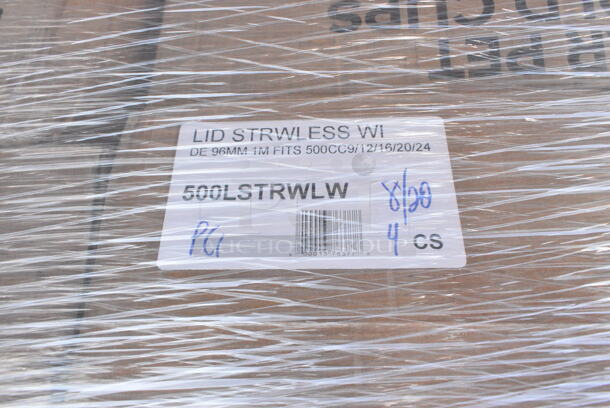 LID STRWLESS WI
DE 96MM 1M FITS 500CC9/12/16/20/24
500LSTRWLW
8/20
PG
4 CS